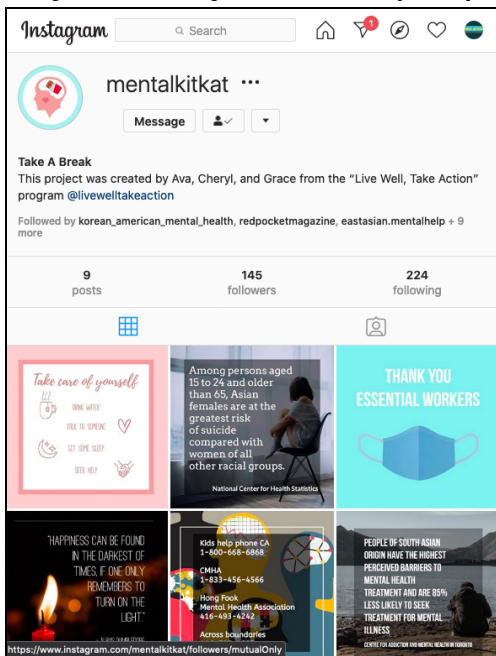 Instagram
Search
1
mentalkitkat ...
Message
Take A Break
This project was created by Ava, Cheryl, and Grace from the “Live Well, Take Action”
program @livewelltakeaction
Followed by korean_american_mental_health, redpocketmagazine, eastasian.mentalhelp + 9
more
9
posts
145
followers
224
following
Take care of yourself
DRINK WATER
TALK TO SOMEONE
GET SOME SLEEP
SEEK HELP
Among persons aged
15 to 24 and older
than 65, Asian
females are at the
greatest risk
of suicide
compared with
women of all
other racial groups.
National Center for Health Statistics
THANK YOU
ESSENTIAL WORKERS
"HAPPINESS CAN BE FOUND
IN THE DARKEST OF
TIMES, IF ONE ONLY
REMEMBERS TO
TURN ON THE
LIGHT."
Kids help phone CA
1-800-668-6868
CMHA
1-833-456-4566
Hong Fook
Mental Health Association
416-493-4242
Across boundaries
PEOPLE OF SOUTH ASIAN
ORIGIN HAVE THE HIGHEST
PERCEIVED BARRIERS TO
MENTAL HEALTH
TREATMENT AND ARE 85%
LESS LIKELY TO SEEK
TREATMENT FOR MENTAL
ILLNESS
CENTRE FOR ADDICTION AND MENTAL HEALTH IN TORONTO
https://www.instagram.com/mentalkitkat/followers/mutualOnly